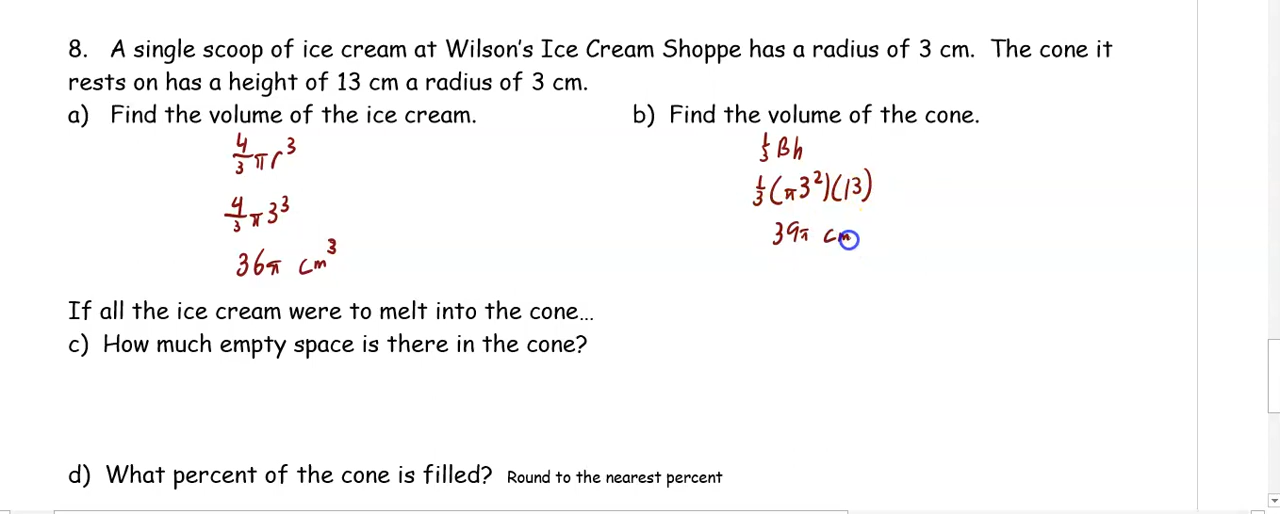 8. A single scoop of ice cream at Wilson's Ice Cream Shoppe has a radius of 3 cm. The cone it
rests on has a height of 13 cm a radius of 3 cm.
a) Find the volume of the ice cream.
b) Find the volume of the cone.
4/3 πr³
1/3 Bh
4/3 π3³
1/3 (π3²)(13)
36π cm³
39π cm
If all the ice cream were to melt into the cone...
c) How much empty space is there in the cone?
d) What percent of the cone is filled? Round to the nearest percent